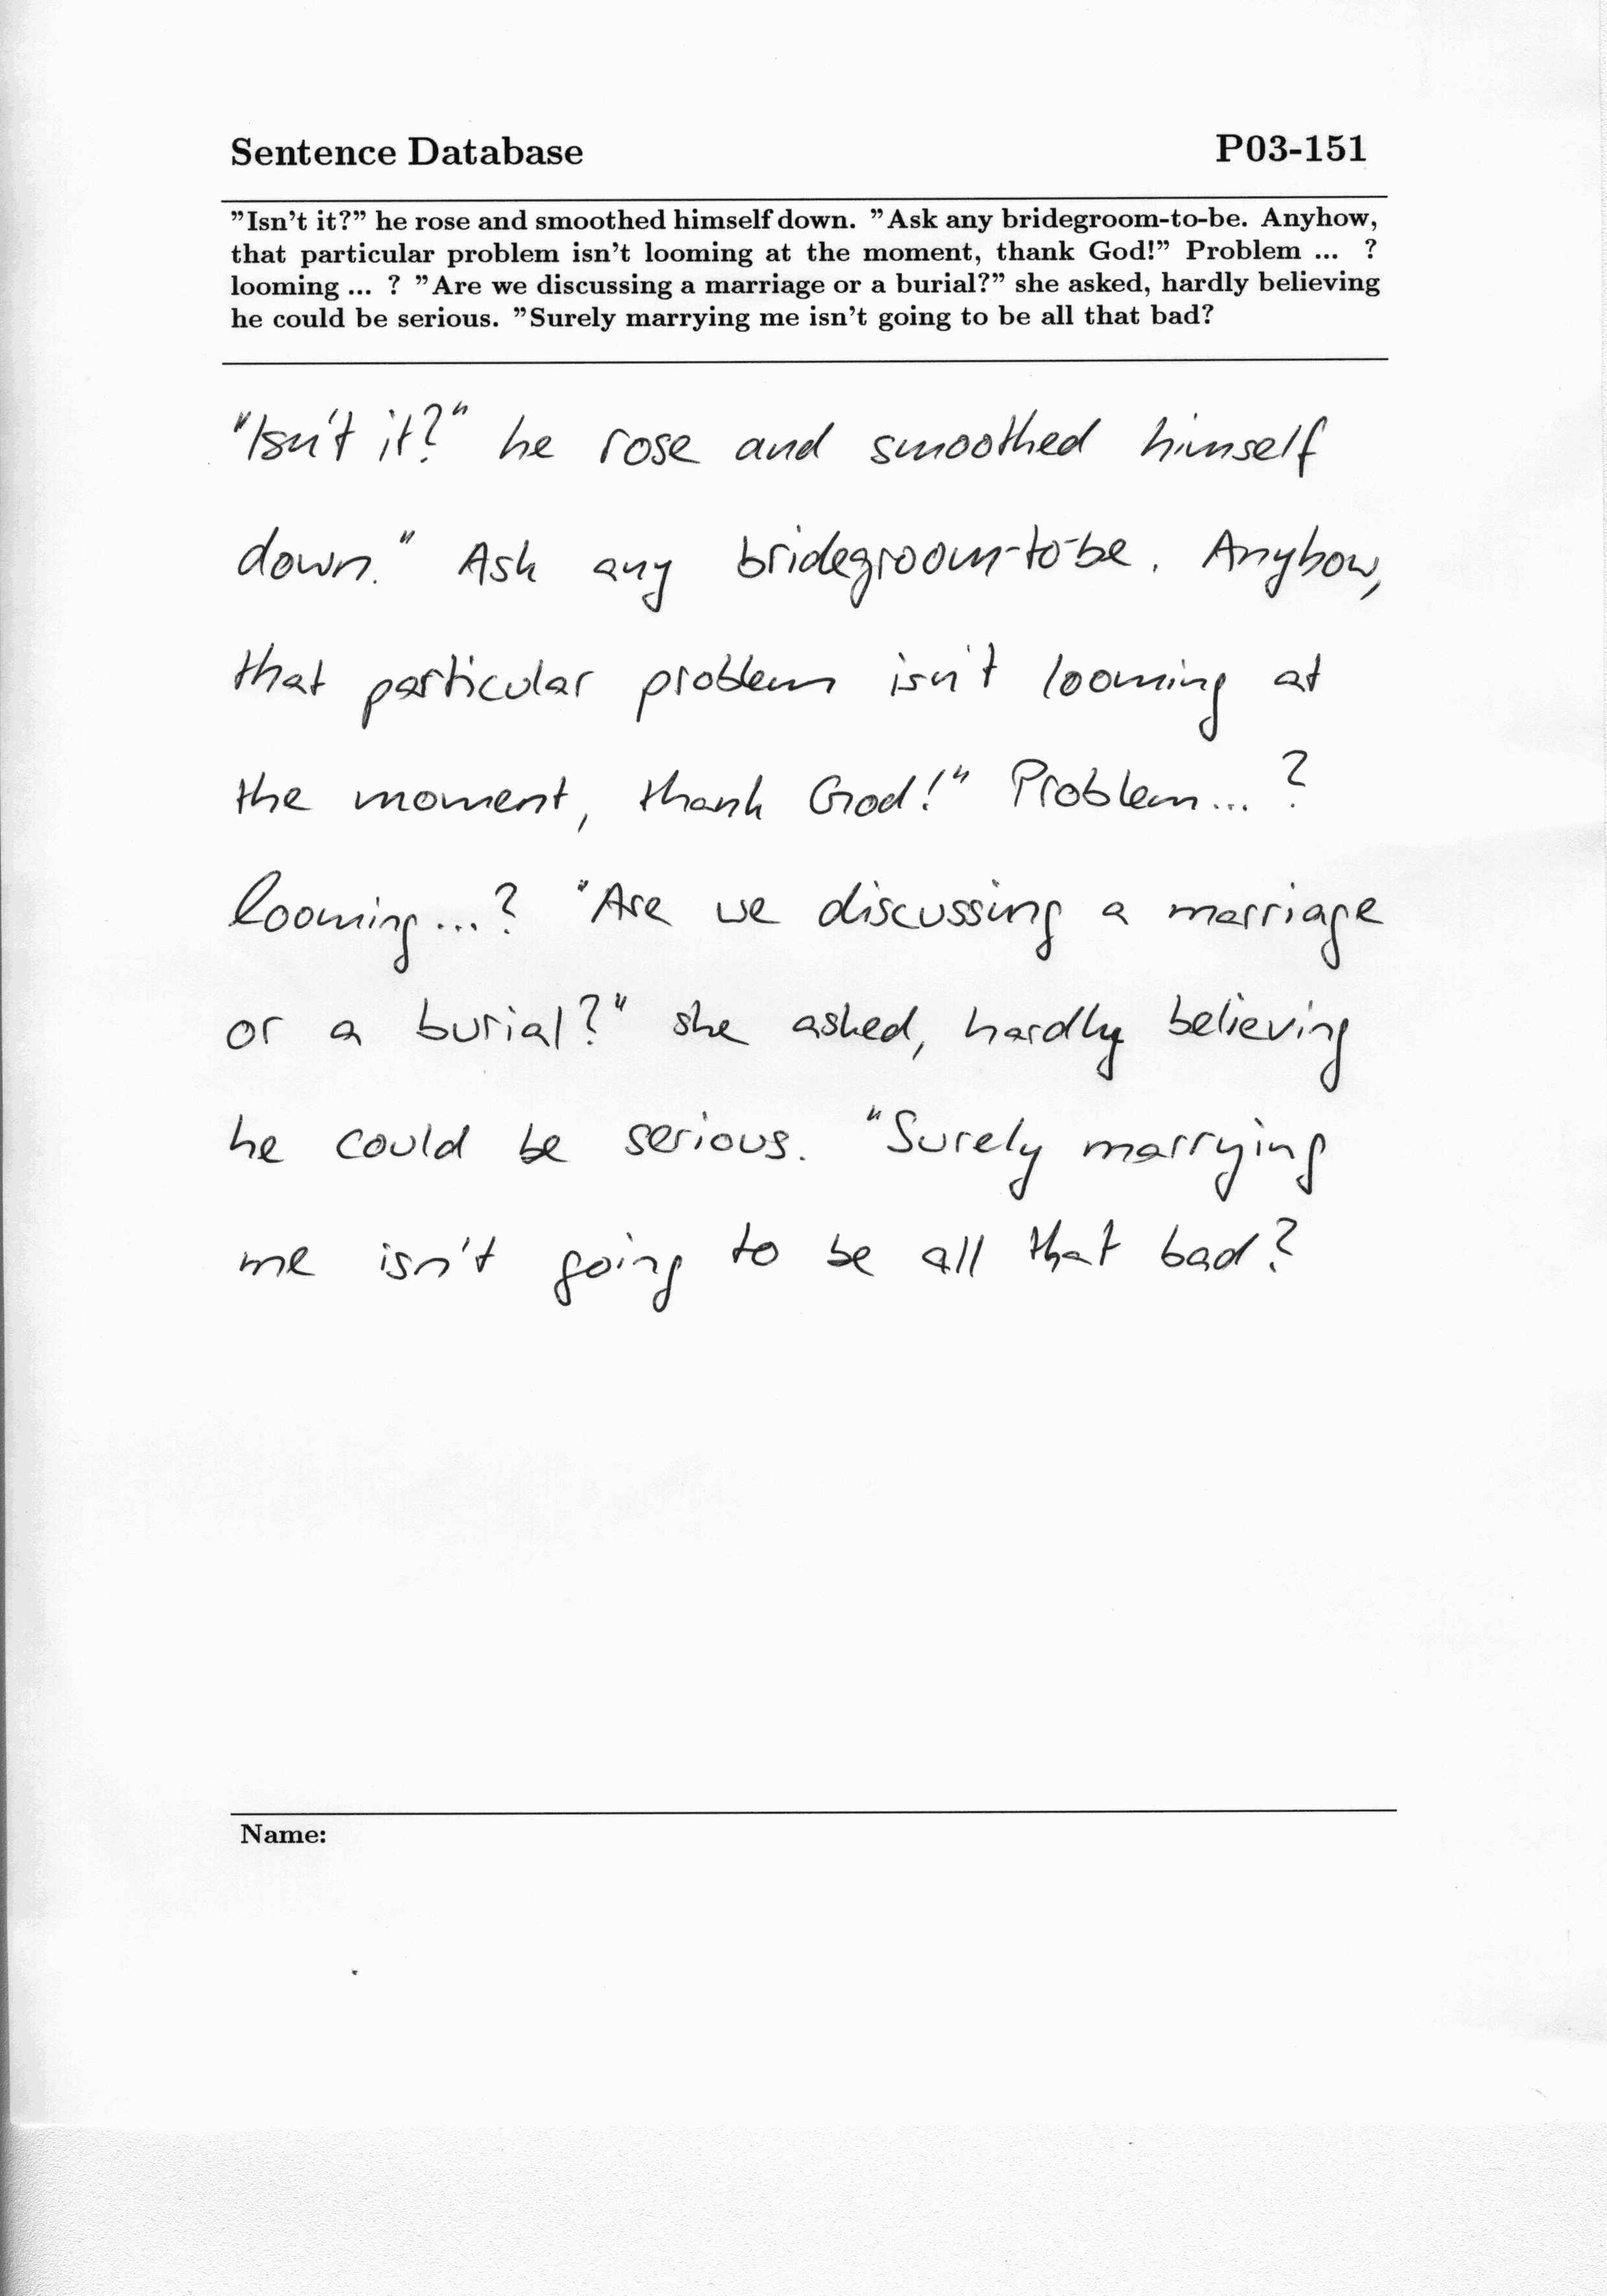 Sentence Database P03-151
"Isn't it?" he rose and smoothed himself down. "Ask any bridegroom-to-be. Anyhow,
that particular problem isn't looming at the moment, thank God!" Problem ... ?
looming ... ? "Are we discussing a marriage or a burial?" she asked, hardly believing
he could be serious. "Surely marrying me isn't going to be all that bad?
"Isn't it?" he rose and smoothed himself
down." Ask any bridegroom-to-be. Anyhow,
that particular problem isn't looming at
the moment, thank God!" Problem... ?
looming...? "Are we discussing a marriage
or a burial?" she asked, hardly believing
he could be serious. "Surely marrying
me isn't going to be all that bad?
Name: